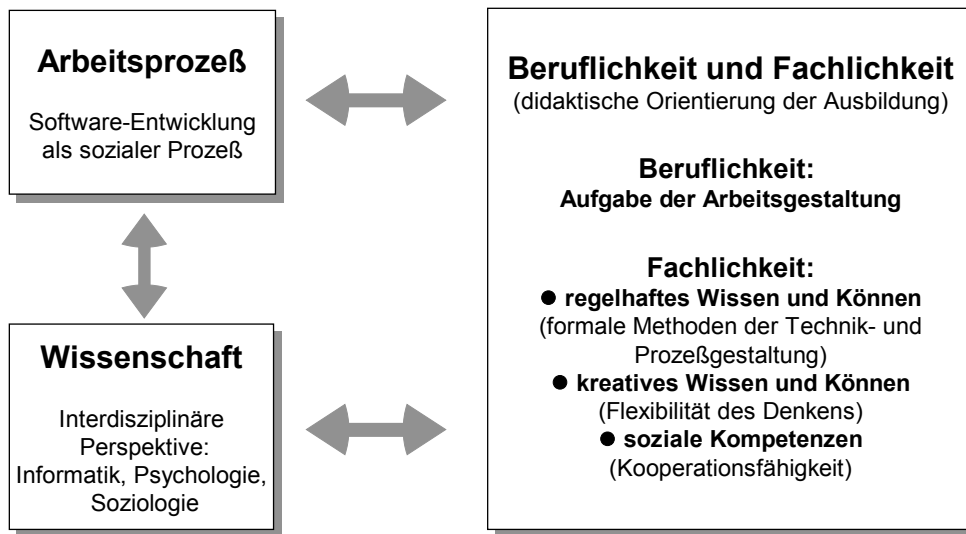 Arbeitsprozeß
Software-Entwicklung
als sozialer Prozeß
Wissenschaft
Interdisziplinäre
Perspektive:
Informatik, Psychologie,
Soziologie
Beruflichkeit und Fachlichkeit
(didaktische Orientierung der Ausbildung)
Beruflichkeit:
Aufgabe der Arbeitsgestaltung
Fachlichkeit:
● regelhaftes Wissen und Können
(formale Methoden der Technik- und
Prozeßgestaltung)
● kreatives Wissen und Können
(Flexibilität des Denkens)
● soziale Kompetenzen
(Kooperationsfähigkeit)